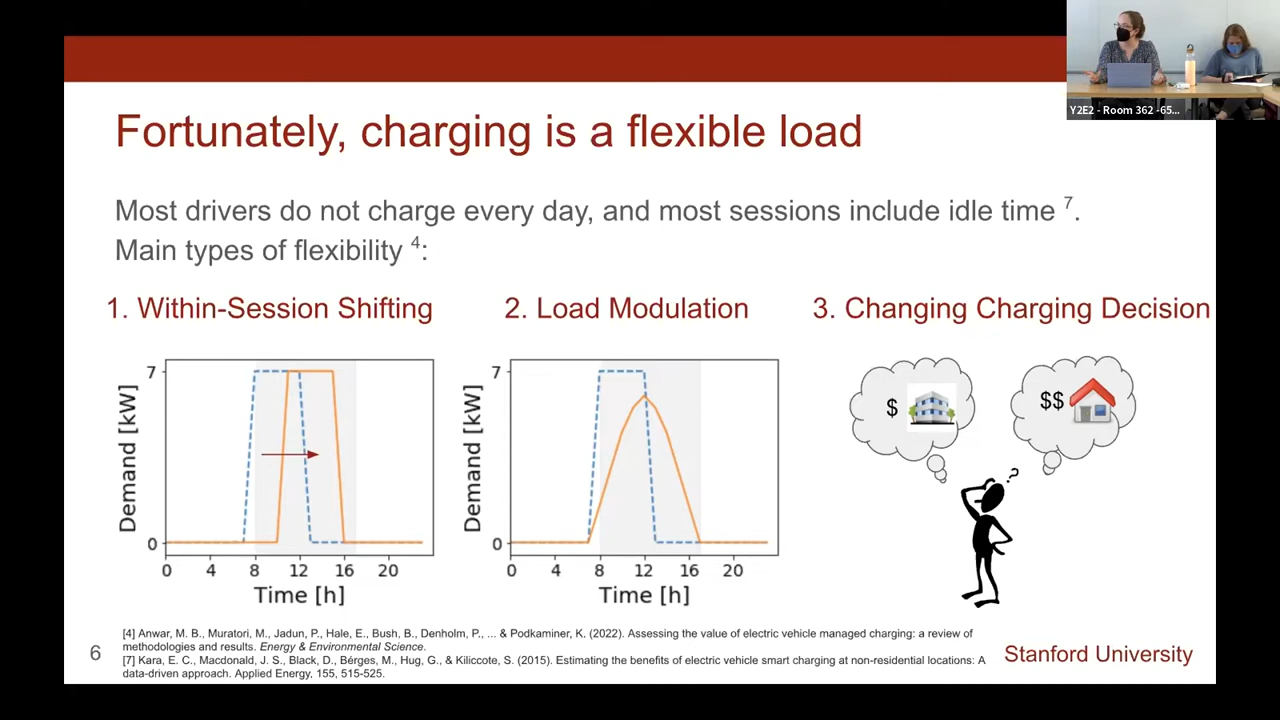 Y2E2 - Room 362 -65...
Fortunately, charging is a flexible load
Most drivers do not charge every day, and most sessions include idle time 7.
Main types of flexibility 4:
1. Within-Session Shifting
2. Load Modulation
3. Changing Charging Decision
Demand [kW]
7
0
0 4 8 12 16 20
Time [h]
Demand [kW]
7
0
0 4 8 12 16 20
Time [h]
$
$$
?
[4] Anwar, M. B., Muratori, M., Jadun, P., Hale, E., Bush, B., Denholm, P., ... & Podkaminer, K. (2022). Assessing the value of electric vehicle managed charging: a review of
methodologies and results. Energy & Environmental Science.
[7] Kara, E. C., Macdonald, J. S., Black, D., Bérges, M., Hug, G., & Kiliccote, S. (2015). Estimating the benefits of electric vehicle smart charging at non-residential locations: A
data-driven approach. Applied Energy, 155, 515-525.
6
Stanford University